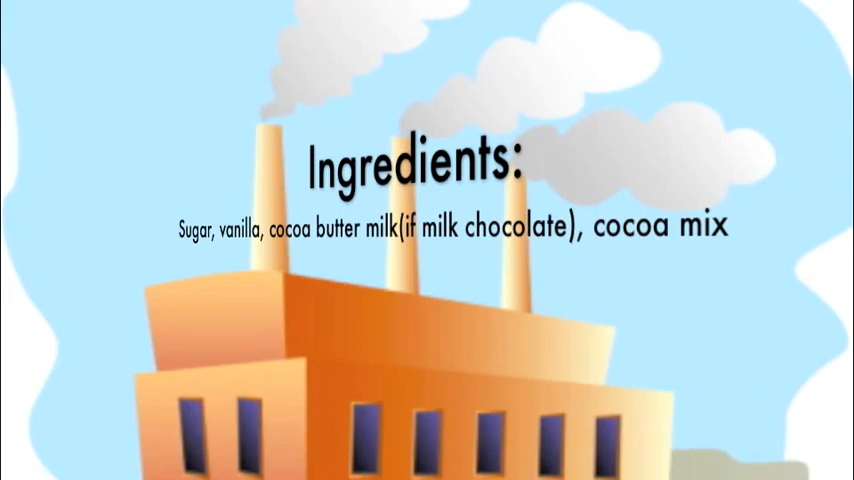 Ingredients:
Sugar, vanilla, cocoa butter milk(if milk chocolate), cocoa mix